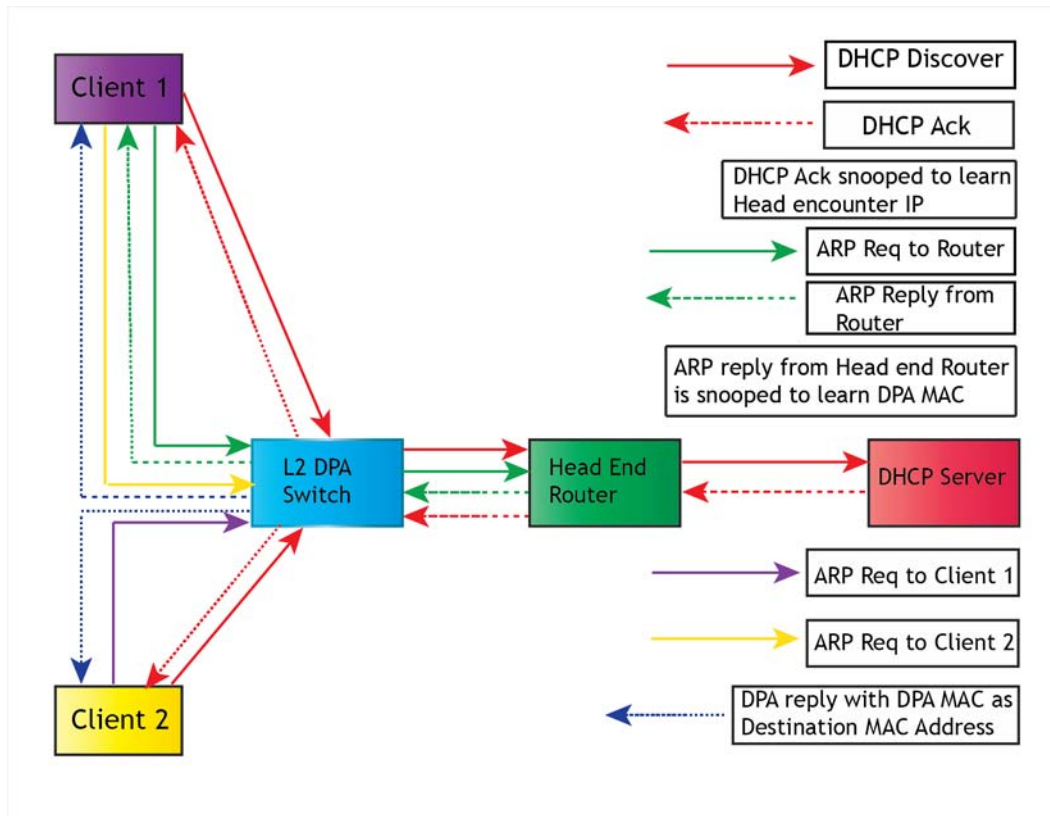 Client 1
DHCP Discover
DHCP Ack
DHCP Ack snooped to learn
Head encounter IP
ARP Req to Router
ARP Reply from
Router
ARP reply from Head end Router
is snooped to learn DPA MAC
L2 DPA
Switch
Head End
Router
DHCP Server
ARP Req to Client 1
ARP Req to Client 2
Client 2
DPA reply with DPA MAC as
Destination MAC Address